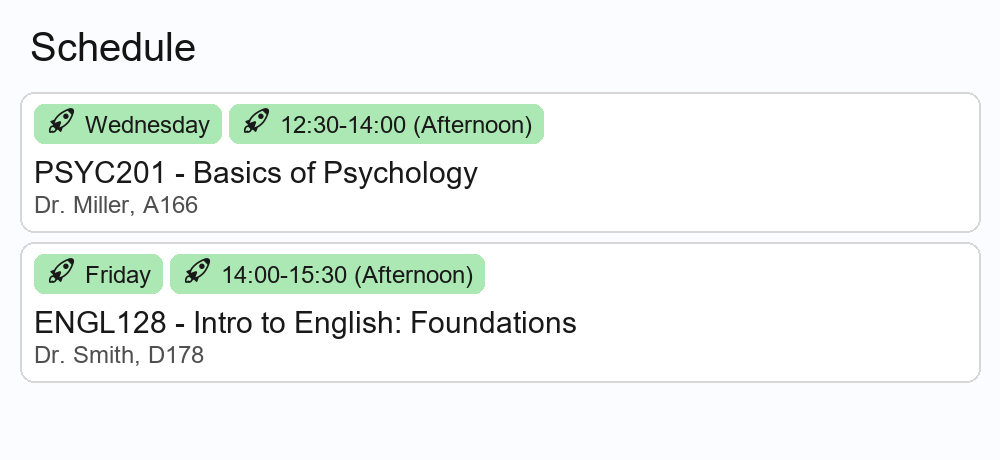 Schedule
Wednesday 12:30-14:00 (Afternoon)
PSYC201 - Basics of Psychology
Dr. Miller, A166
Friday 14:00-15:30 (Afternoon)
ENGL128 - Intro to English: Foundations
Dr. Smith, D178